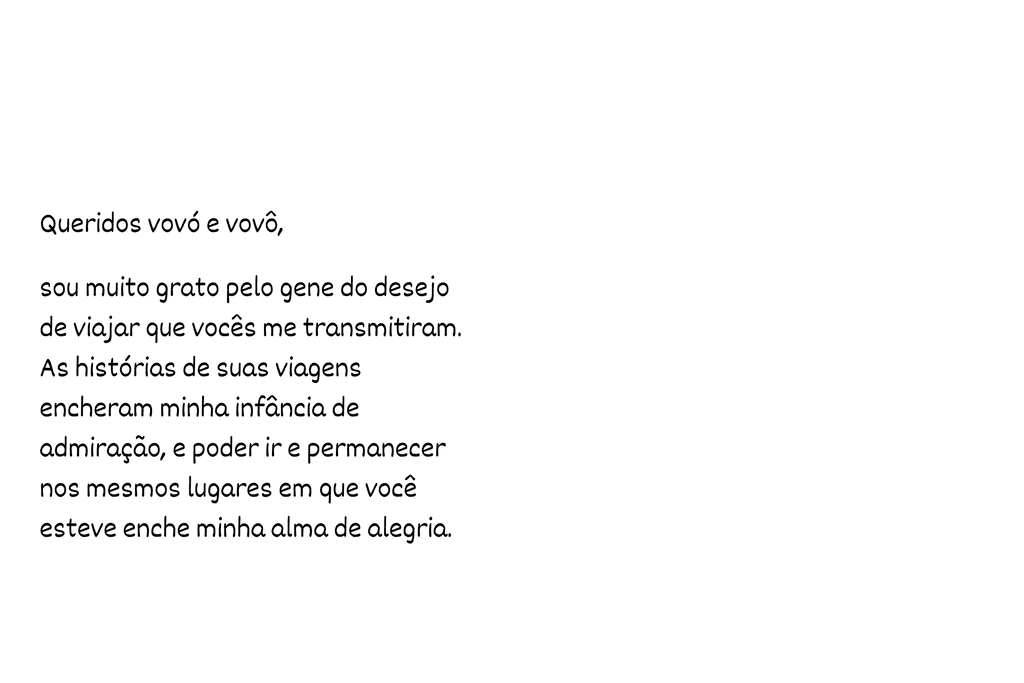 Queridos vovó e vovô,
sou muito grato pelo gene do desejo
de viajar que vocês me transmitiram.
As histórias de suas viagens
encheram minha infância de
admiração, e poder ir e permanecer
nos mesmos lugares em que você
esteve enche minha alma de alegria.